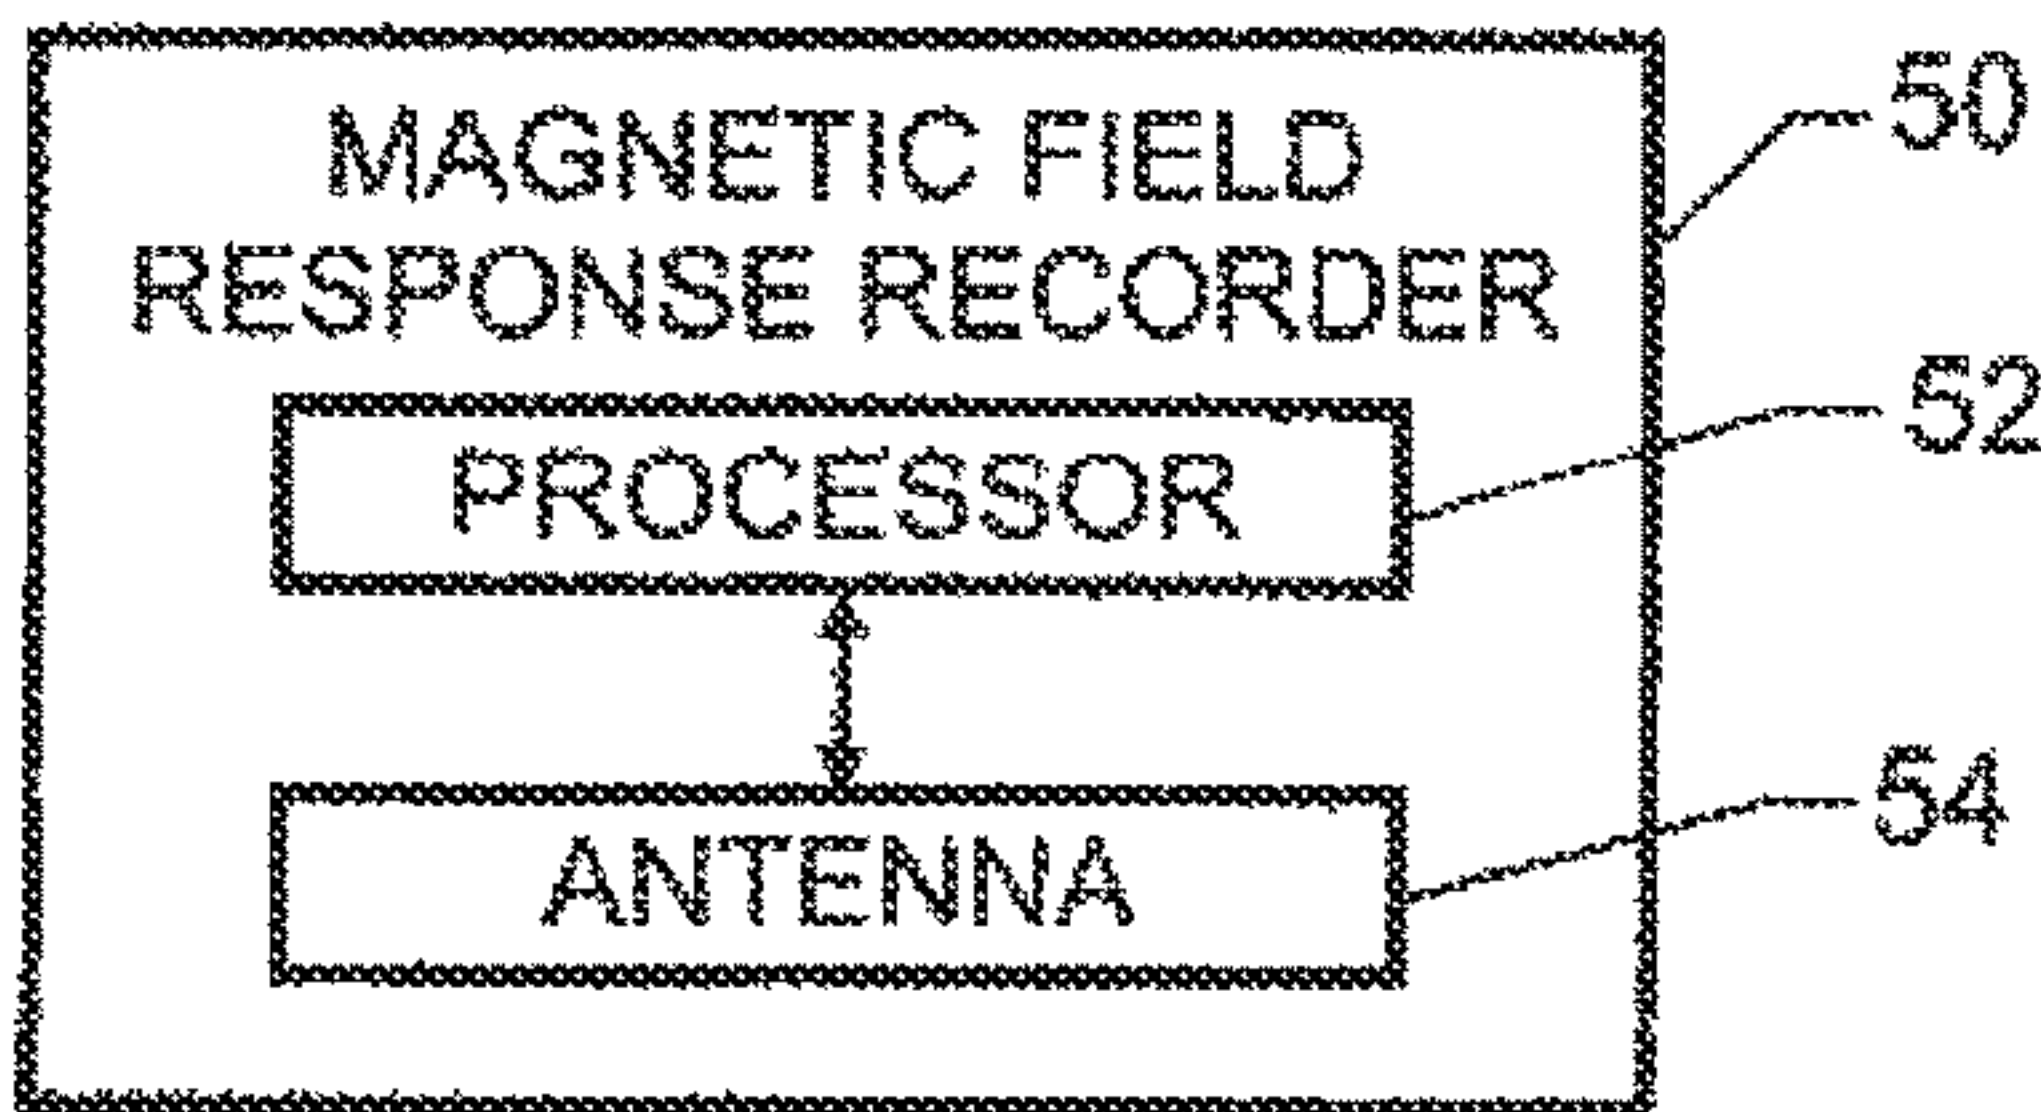 MAGNETIC FIELD
RESPONSE RECORDER
50
PROCESSOR
52
ANTENNA
54